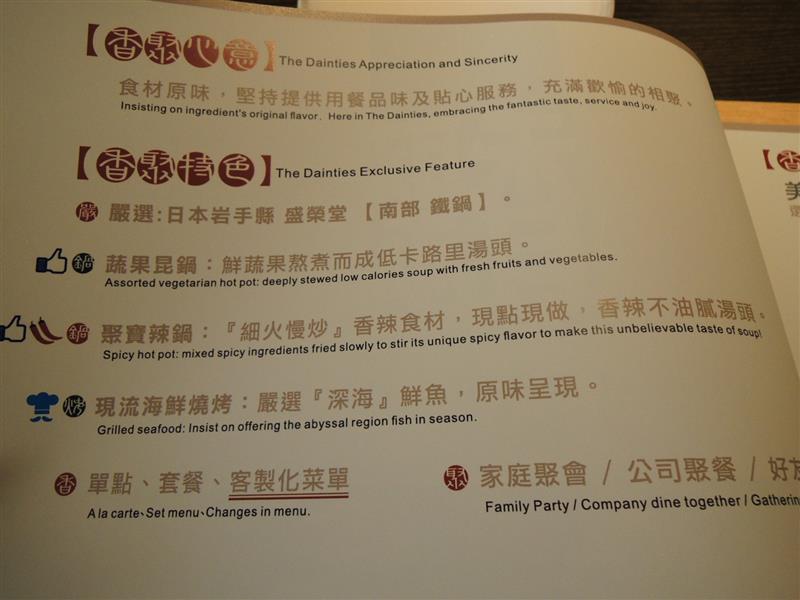 【香聚心意】The Dainties Appreciation and Sincerity
食材原味，堅持提供用餐品味及貼心服務，充滿歡愉的相聚。
Insisting on ingredient's original flavor. Here in The Dainties, embracing the fantastic taste, service and joy.
【香聚特色】The Dainties Exclusive Feature
嚴 嚴選:日本岩手縣 盛榮堂 【南部 鐵鍋】。
鍋 蔬果昆鍋：鮮蔬果熬煮而成低卡路里湯頭。
Assorted vegetarian hot pot: deeply stewed low calories soup with fresh fruits and vegetables.
鍋 聚寶辣鍋：『細火慢炒』香辣食材，現點現做，香辣不油膩湯頭。
Spicy hot pot: mixed spicy ingredients fried slowly to stir its unique spicy flavor to make this unbelievable taste of soup!
烤 現流海鮮燒烤：嚴選『深海』鮮魚，原味呈現。
Grilled seafood: Insist on offering the abyssal region fish in season.
香 單點、套餐、客製化菜單
A la carte、Set menu、Changes in menu.
聚 家庭聚會 / 公司聚餐 / 好友
Family Party / Company dine together / Gatherin
【香
美